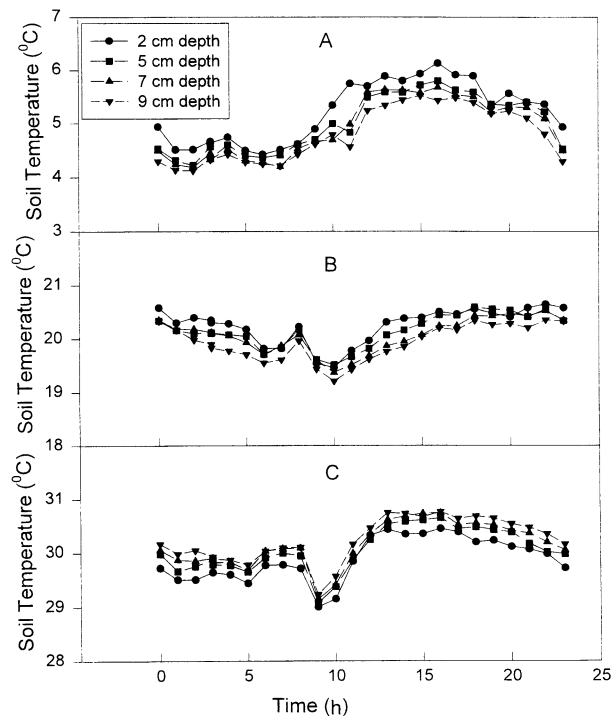 7
6
5
4
3
Soil Temperature (⁰C)
A
2 cm depth
5 cm depth
7 cm depth
9 cm depth
21
20
19
18
Soil Temperature (⁰C)
B
31
30
29
28
Soil Temperature (⁰C)
C
0 5 10 15 20 25
Time (h)